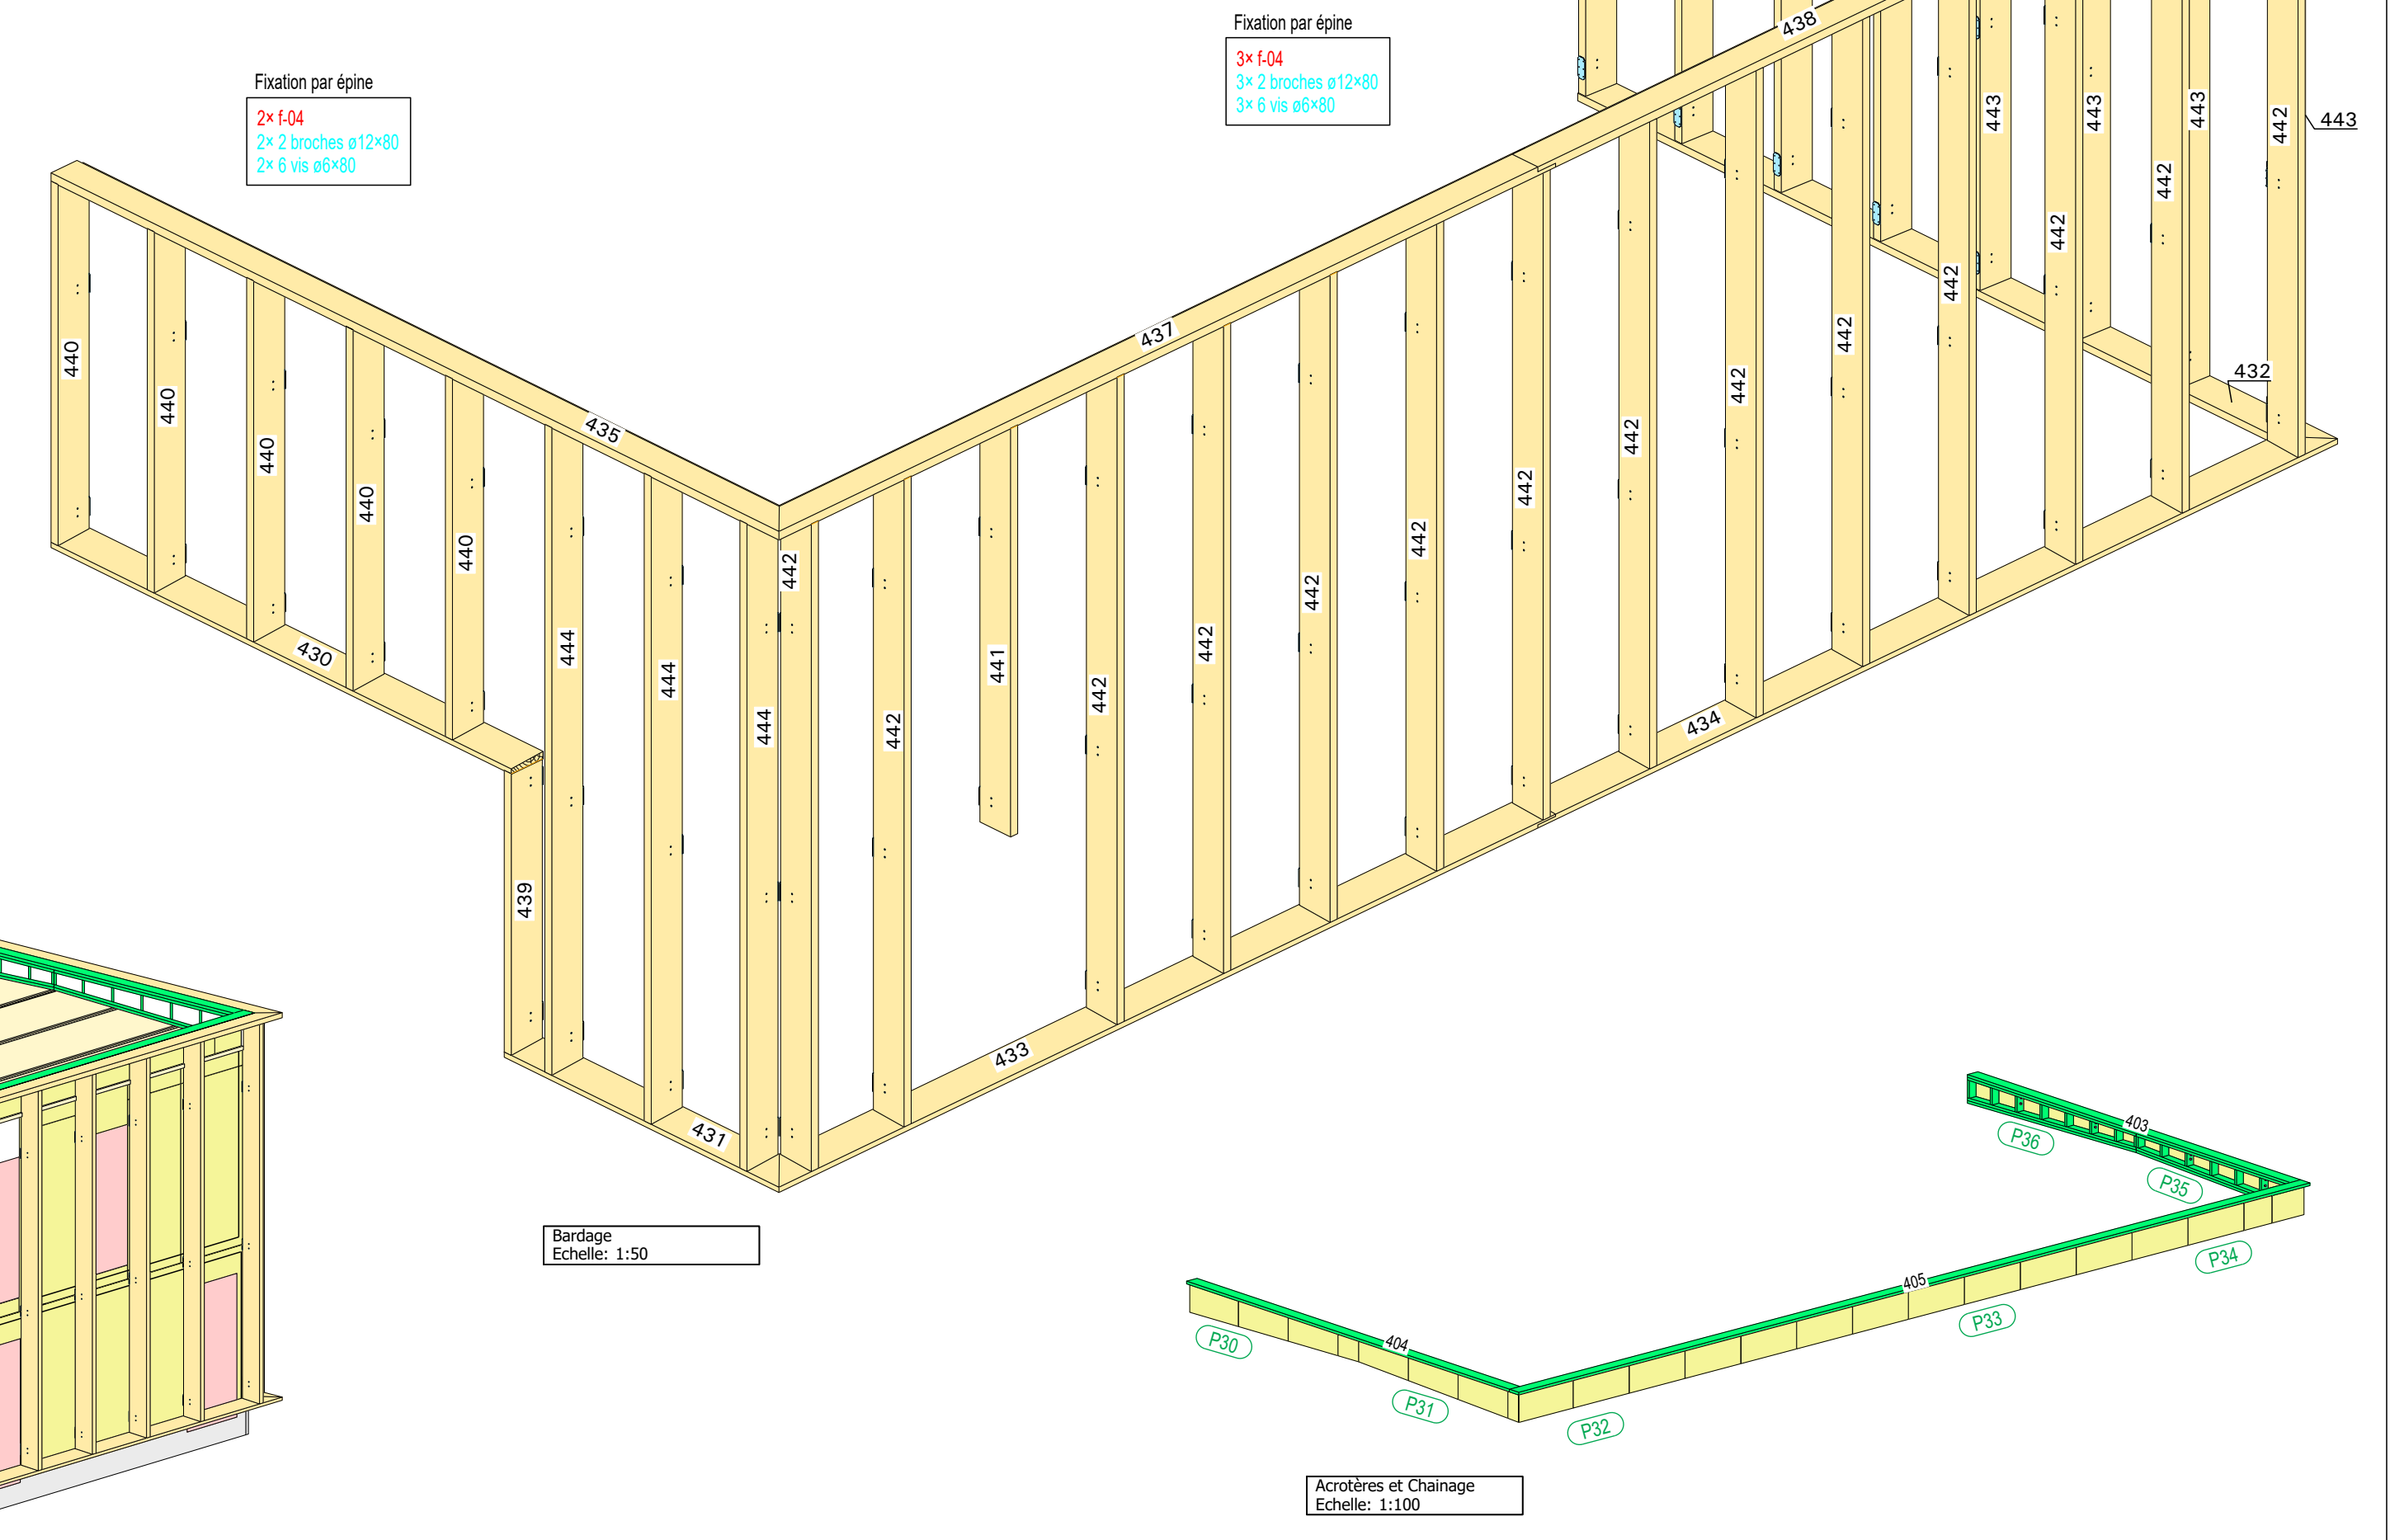 Fixation par épine
3× f-04
3× 2 broches ø12×80
3× 6 vis ø6×80
438
Fixation par épine
2× f-04
2× 2 broches ø12×80
2× 6 vis ø6×80
443
443
443
442
443
442
442
442
442
442
442
442
442
442
442
442
442
442
442
432
437
435
440
440
440
440
440
444
444
444
441
430
439
434
433
431
Bardage
Echelle: 1:50
403
P36
P35
P34
405
P33
404
P30
P31
P32
Acrotères et Chainage
Echelle: 1:100